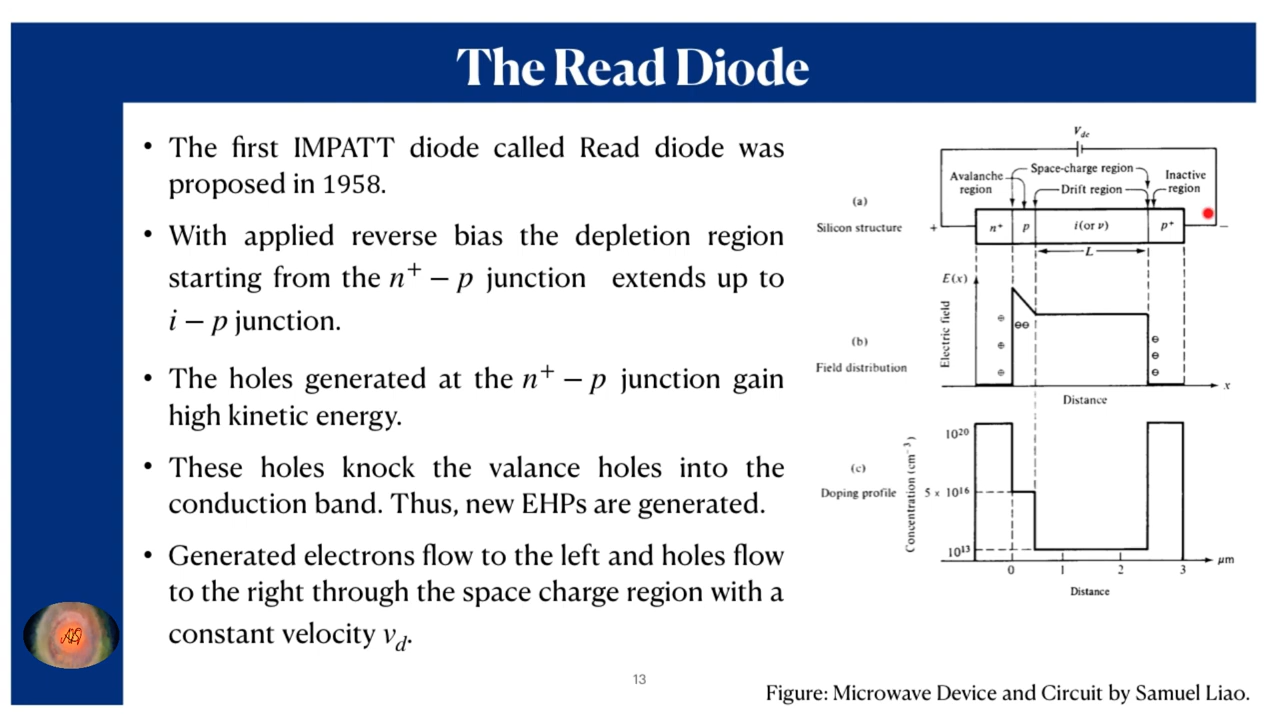 The Read Diode
• The first IMPATT diode called Read diode was
proposed in 1958.
• With applied reverse bias the depletion region
starting from the n⁺ − p junction extends up to
i − p junction.
• The holes generated at the n⁺ − p junction gain
high kinetic energy.
• These holes knock the valance holes into the
conduction band. Thus, new EHPs are generated.
• Generated electrons flow to the left and holes flow
to the right through the space charge region with a
constant velocity v_d.
V_dc
Avalanche region
Space-charge region
Drift region
Inactive region
(a)
Silicon structure
+
n⁺
p
i(or ν)
p⁺
−
L
E(x)
Electric field
(b)
Field distribution
x
Distance
(c)
Doping profile
Concentration (cm⁻³)
10²⁰
5 × 10¹⁶
10¹³
0
1
2
3
μm
Distance
13
Figure: Microwave Device and Circuit by Samuel Liao.